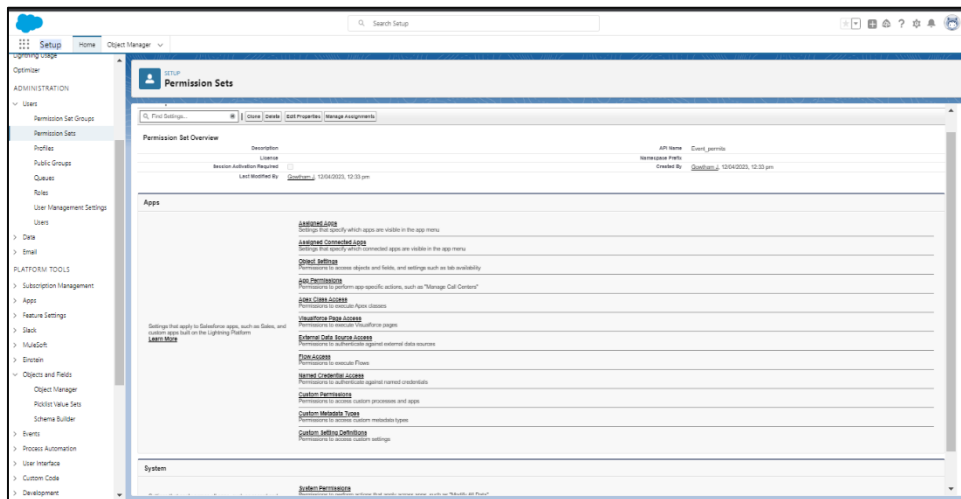 Search Setup
Setup
Home
Object Manager
Lightning Usage
Optimizer
ADMINISTRATION
Users
Permission Set Groups
Permission Sets
Profiles
Public Groups
Queues
Roles
User Management Settings
Users
Data
Email
PLATFORM TOOLS
Subscription Management
Apps
Feature Settings
Slack
MuleSoft
Einstein
Objects and Fields
Object Manager
Picklist Value Sets
Schema Builder
Events
Process Automation
User Interface
Custom Code
Development
SETUP
Permission Sets
Find Settings...
Clone Delete Edit Properties Manage Assignments
Permission Set Overview
Description
API Name Event_permits
License
Namespace Prefix
Session Activation Required
Created By Gowtham J, 12/04/2023, 12:33 pm
Last Modified By Gowtham J, 12/04/2023, 12:33 pm
Apps
Settings that apply to Salesforce apps, such as Sales, and
custom apps built on the Lightning Platform
Learn More
Assigned Apps
Settings that specify which apps are visible in the app menu
Assigned Connected Apps
Settings that specify which connected apps are visible in the app menu
Object Settings
Permissions to access objects and fields, and settings such as tab availability
App Permissions
Permissions to perform app-specific actions, such as "Manage Call Centers"
Apex Class Access
Permissions to execute Apex classes
Visualforce Page Access
Permissions to execute Visualforce pages
External Data Source Access
Permissions to authenticate against external data sources
Flow Access
Permissions to execute Flows
Named Credential Access
Permissions to authenticate against named credentials
Custom Permissions
Permissions to access custom processes and apps
Custom Metadata Types
Permissions to access custom metadata types
Custom Setting Definitions
Permissions to access custom settings
System
System Permissions